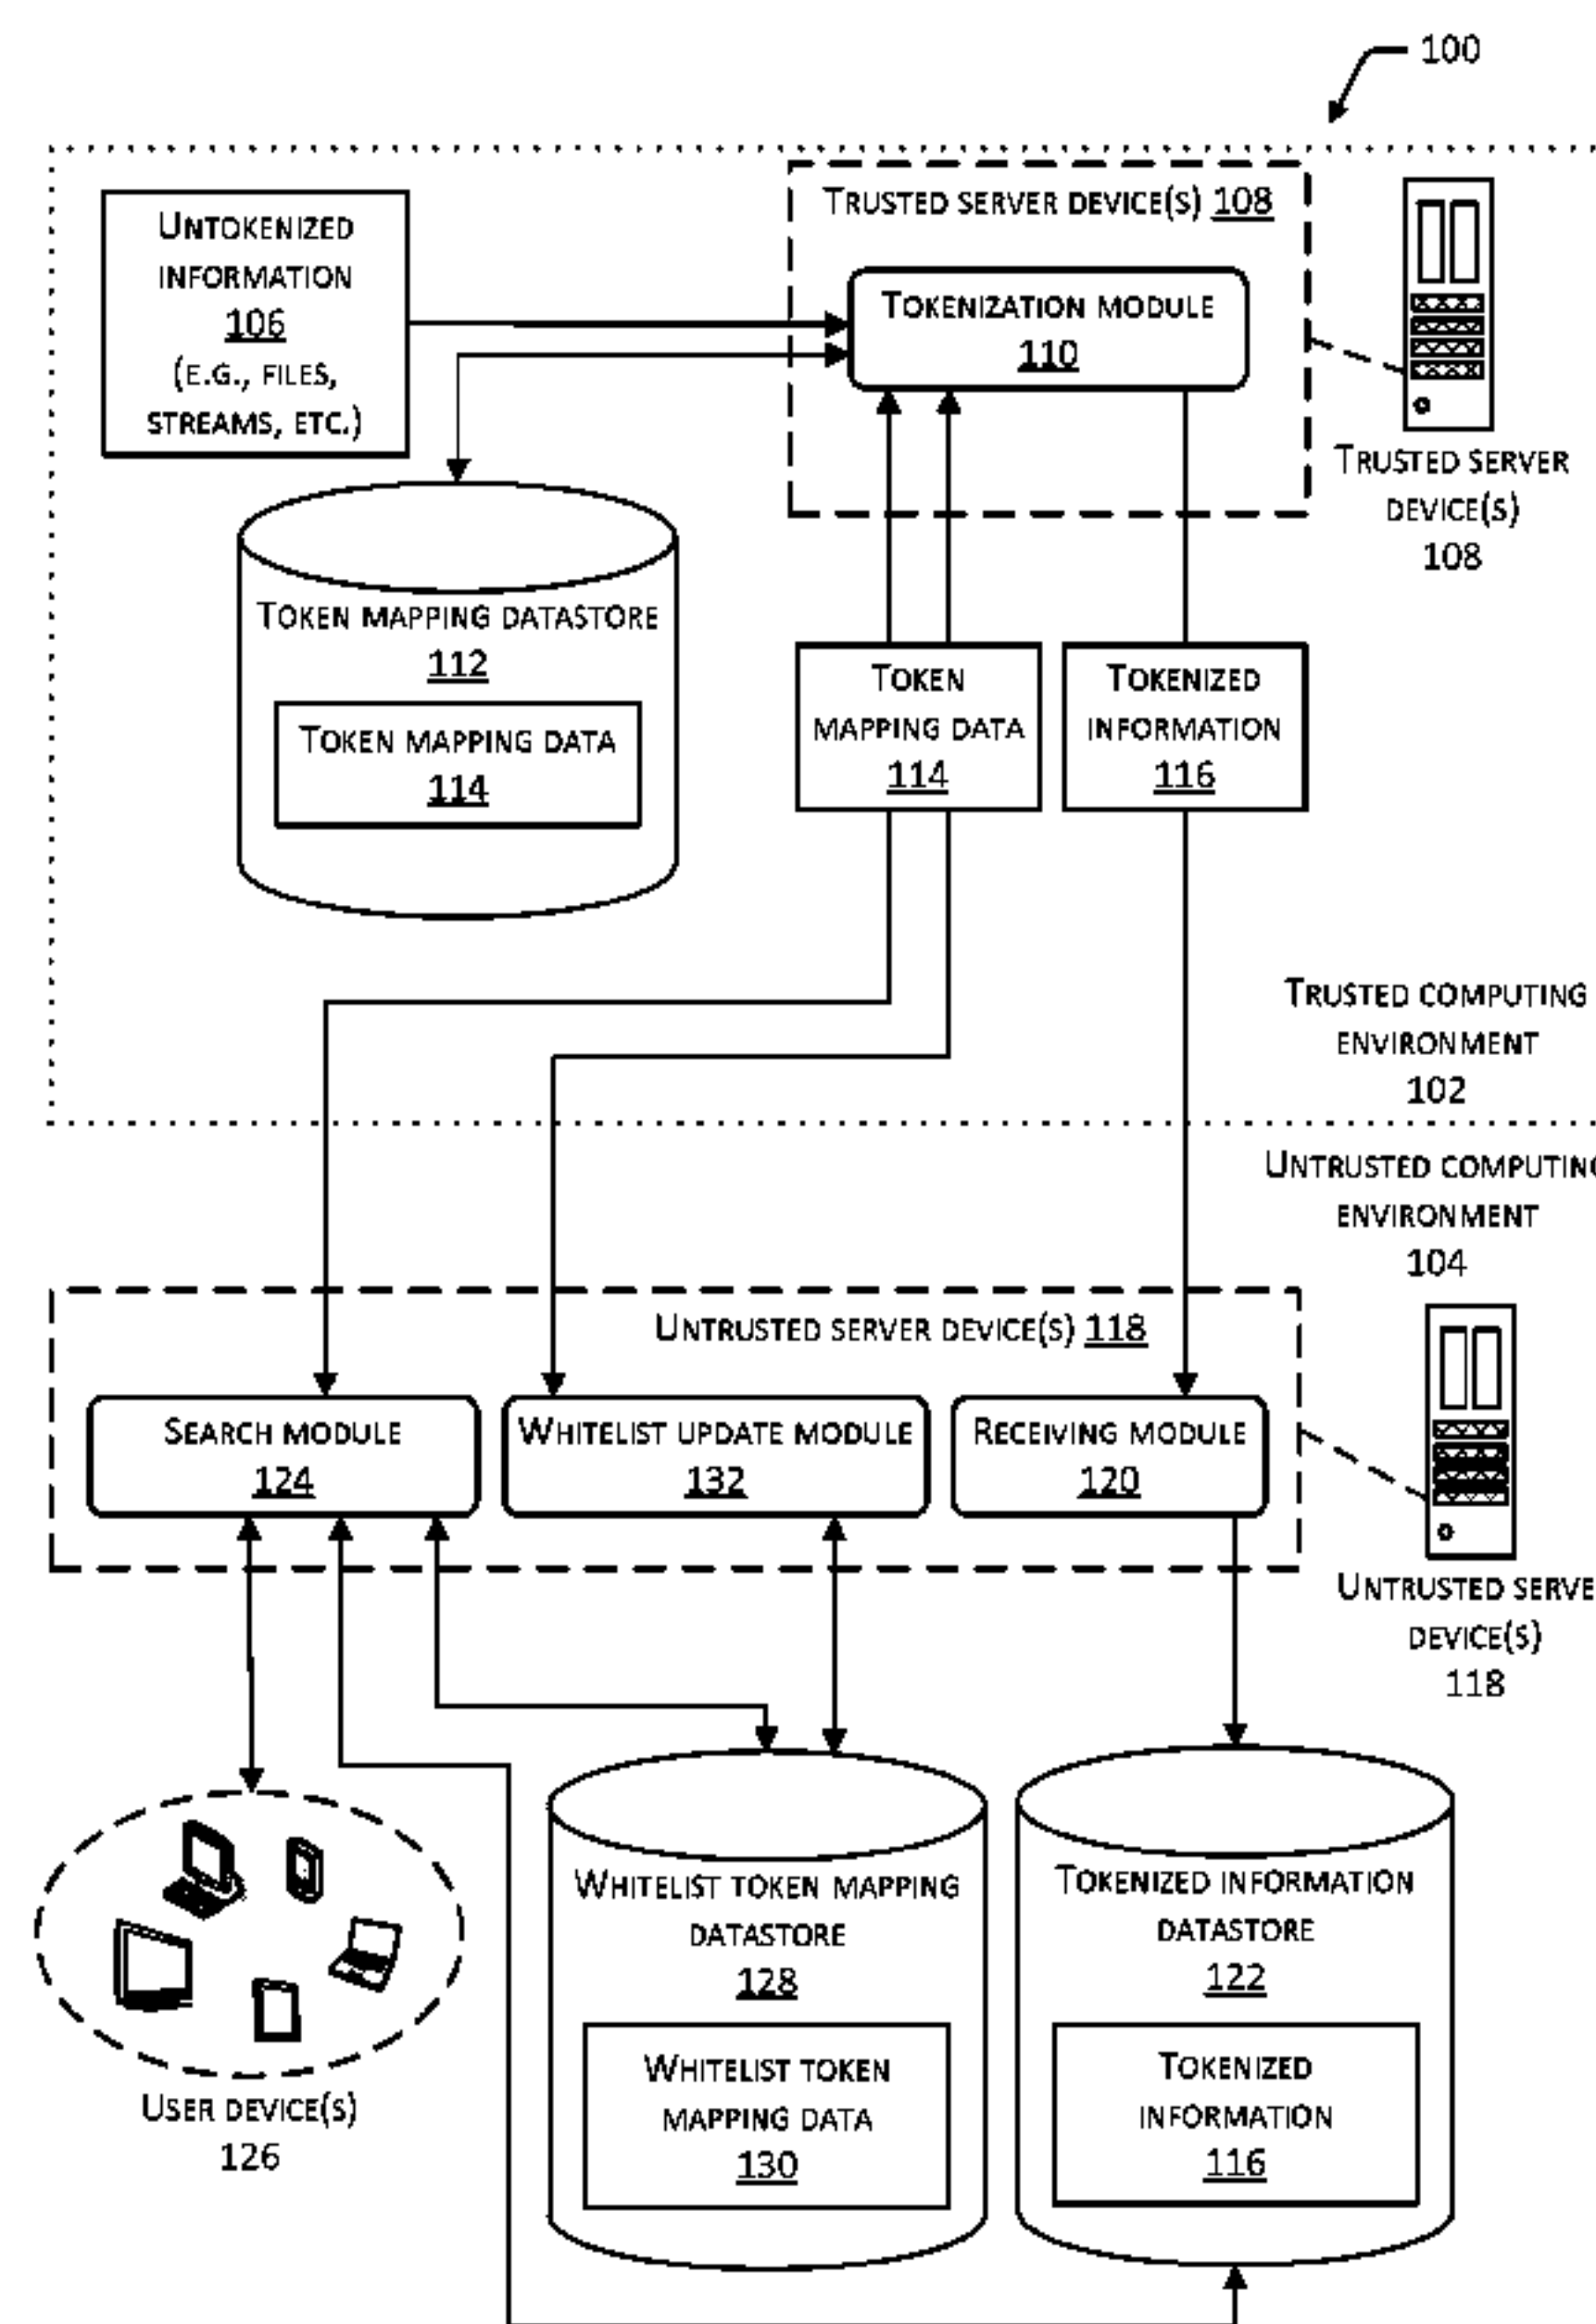 100
UNTOKENIZED
INFORMATION
106
(E.G., FILES,
STREAMS, ETC.)
TRUSTED SERVER DEVICE(S) 108
TOKENIZATION MODULE
110
TRUSTED SERVER
DEVICE(S)
108
TOKEN MAPPING DATASTORE
112
TOKEN MAPPING DATA
114
TOKEN
MAPPING DATA
114
TOKENIZED
INFORMATION
116
TRUSTED COMPUTING
ENVIRONMENT
102
UNTRUSTED COMPUTING
ENVIRONMENT
104
UNTRUSTED SERVER DEVICE(S) 118
SEARCH MODULE
124
WHITELIST UPDATE MODULE
132
RECEIVING MODULE
120
UNTRUSTED SERVE
DEVICE(S)
118
USER DEVICE(S)
126
WHITELIST TOKEN MAPPING
DATASTORE
128
WHITELIST TOKEN
MAPPING DATA
130
TOKENIZED INFORMATION
DATASTORE
122
TOKENIZED
INFORMATION
116